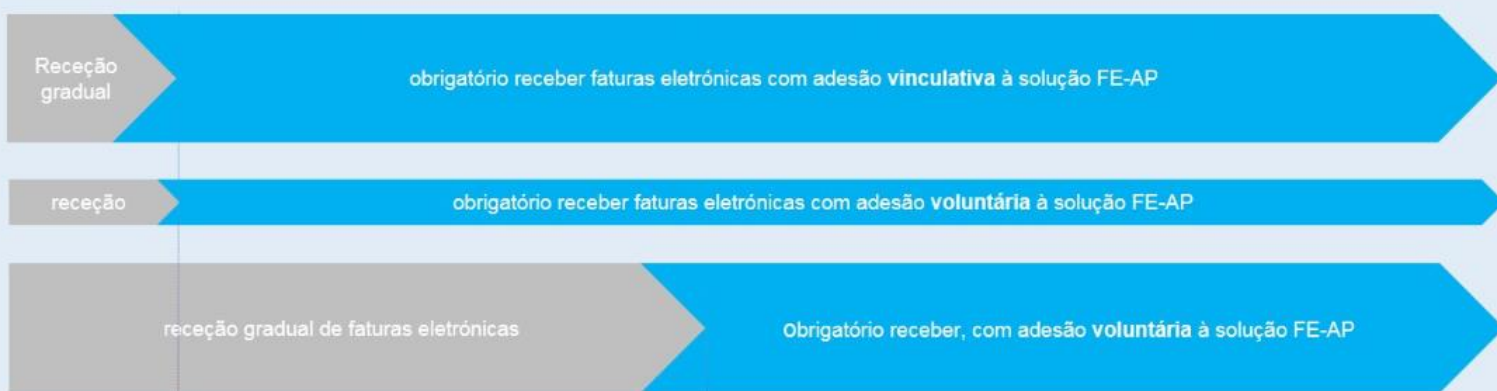 Receção
gradual
obrigatório receber faturas eletrónicas com adesão vinculativa à solução FE-AP
receção
obrigatório receber faturas eletrónicas com adesão voluntária à solução FE-AP
receção gradual de faturas eletrónicas
obrigatório receber, com adesão voluntária à solução FE-AP